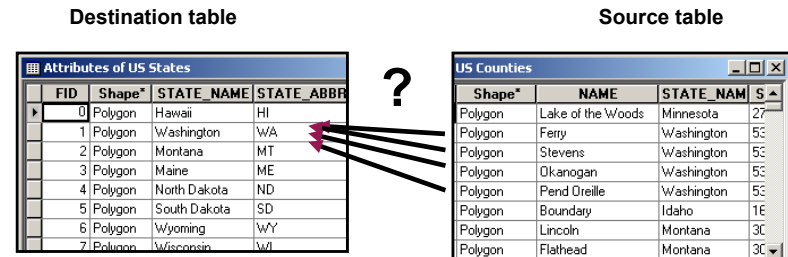 Destination table
Source table
Attributes of US States
FID Shape* STATE_NAME STATE_ABBR
0 Polygon Hawaii HI
1 Polygon Washington WA
2 Polygon Montana MT
3 Polygon Maine ME
4 Polygon North Dakota ND
5 Polygon South Dakota SD
6 Polygon Wyoming WY
7 Polygon Wisconsin WI
?
US Counties
Shape* NAME STATE_NAM S
Polygon Lake of the Woods Minnesota 27
Polygon Ferry Washington 53
Polygon Stevens Washington 53
Polygon Okanogan Washington 53
Polygon Pend Oreille Washington 53
Polygon Boundary Idaho 16
Polygon Lincoln Montana 30
Polygon Flathead Montana 30